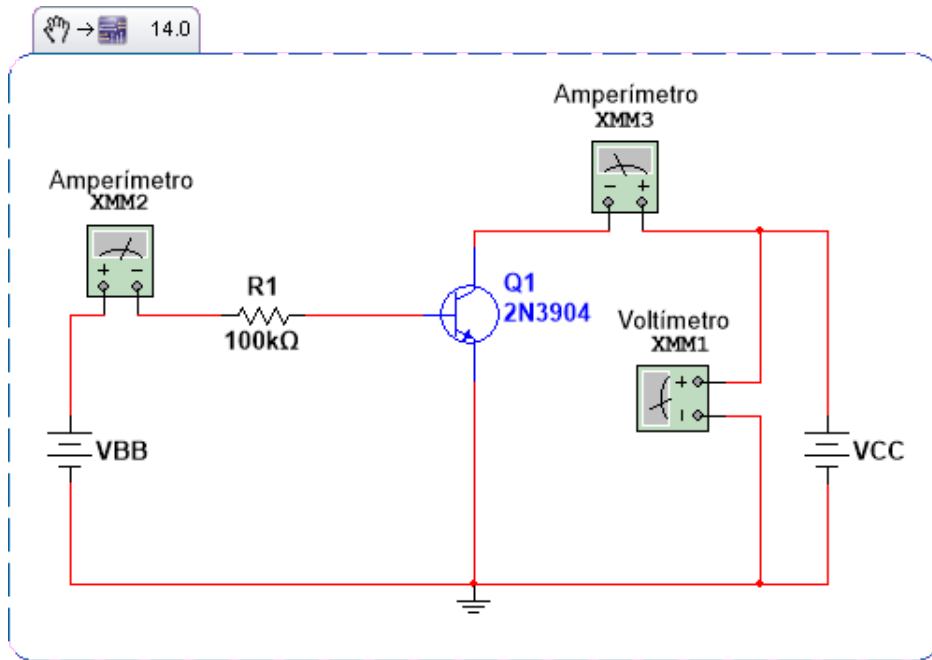 14.0
Amperímetro
XMM3
Amperímetro
XMM2
R1
100kΩ
Q1
2N3904
Voltímetro
XMM1
VBB
VCC